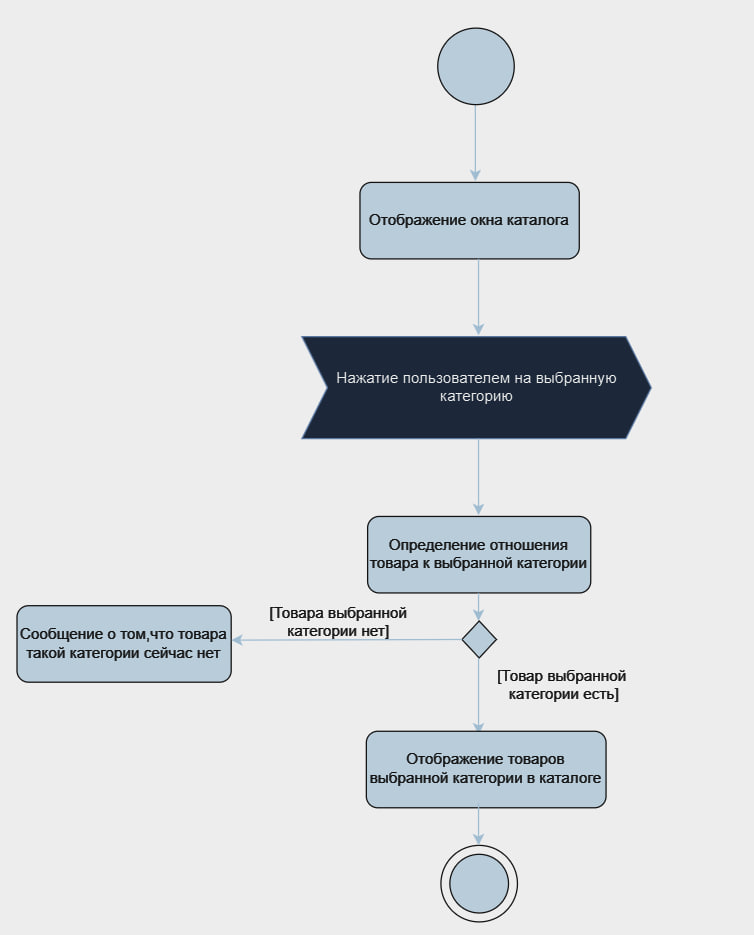 Отображение окна каталога
Нажатие пользователем на выбранную
категорию
Определение отношения
товара к выбранной категории
[Товара выбранной
категории нет]
Сообщение о том,что товара
такой категории сейчас нет
[Товар выбранной
категории есть]
Отображение товаров
выбранной категории в каталоге